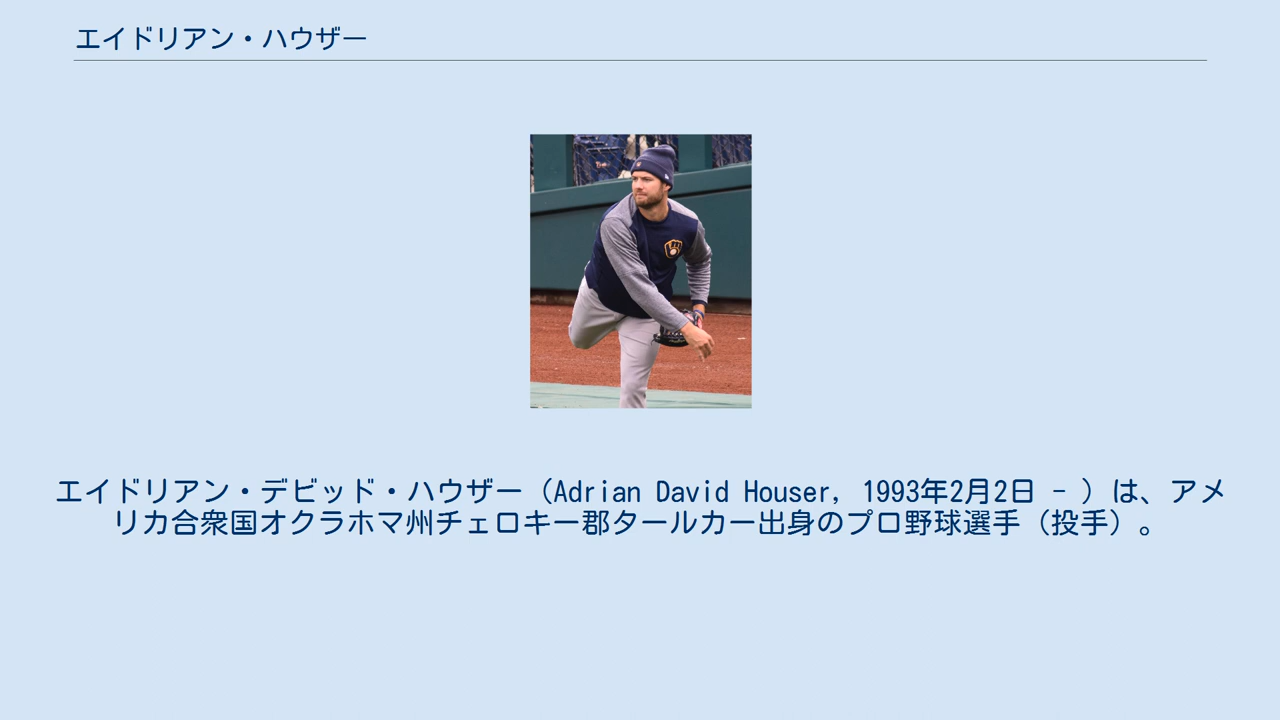 エイドリアン・ハウザー
エイドリアン・デビッド・ハウザー（Adrian David Houser, 1993年2月2日 - ）は、アメ
リカ合衆国オクラホマ州チェロキー郡タールカー出身のプロ野球選手（投手）。